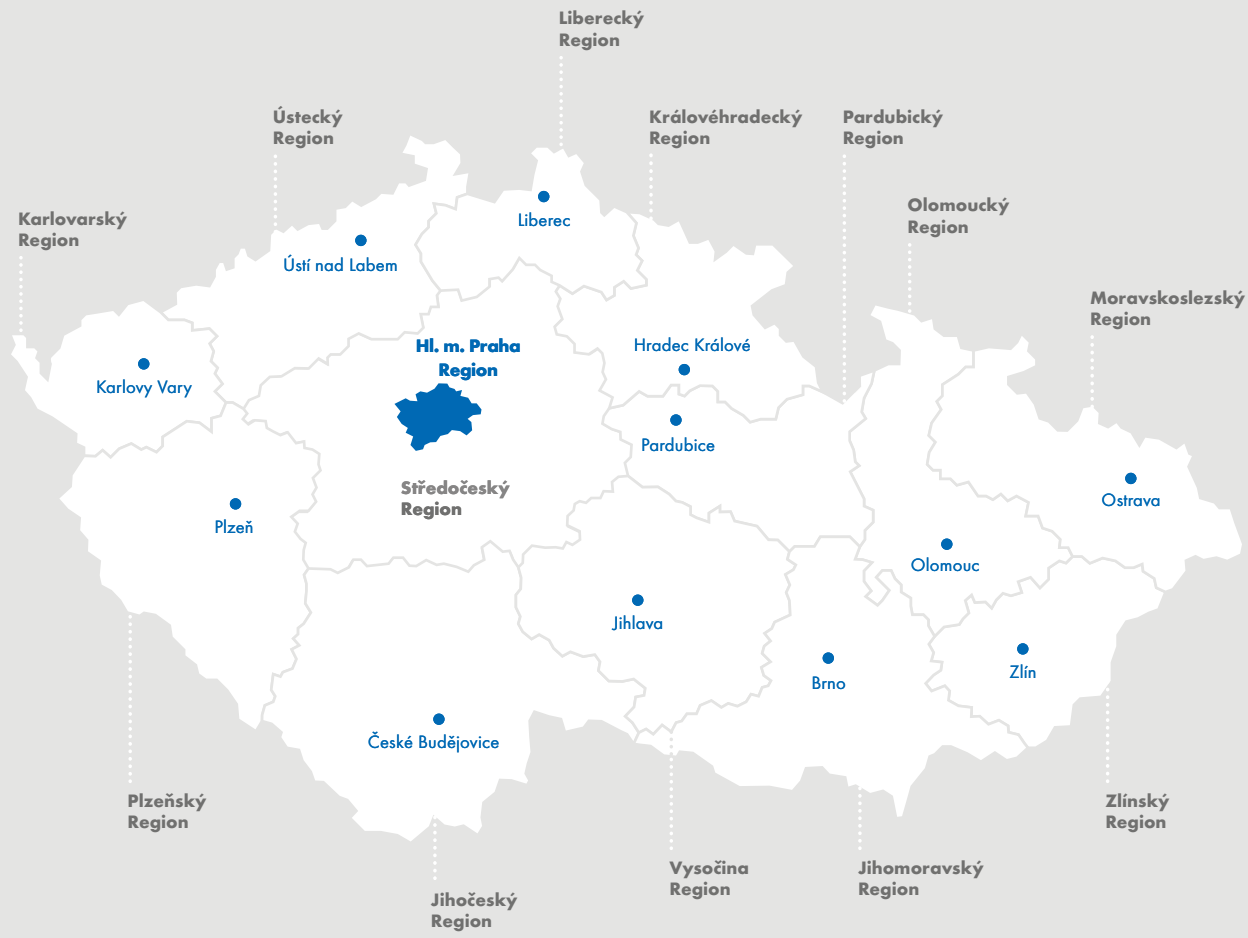 Liberecký
Region
Ústecký
Region
Královéhradecký
Region
Pardubický
Region
Karlovarský
Region
Olomoucký
Region
Moravskoslezský
Region
Liberec
Ústí nad Labem
Hl. m. Praha
Region
Hradec Králové
Karlovy Vary
Pardubice
Středočeský
Region
Plzeň
Ostrava
Olomouc
Jihlava
Zlín
Brno
České Budějovice
Plzeňský
Region
Zlínský
Region
Vysočina
Region
Jihomoravský
Region
Jihočeský
Region